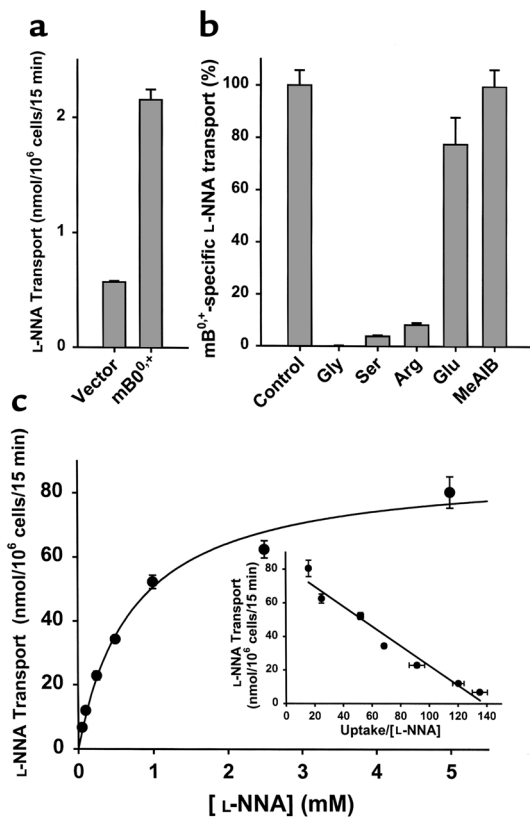 a
L-NNA Transport (nmol/10⁶ cells/15 min)
2
1
0
Vector
mB0⁰,⁺
b
mB⁰,⁺-specific L-NNA transport (%)
100
80
60
40
20
0
Control
Gly
Ser
Arg
Glu
MeAIB
c
L-NNA Transport (nmol/10⁶ cells/15 min)
80
60
40
20
0
0 1 2 3 4 5
[ L-NNA] (mM)
L-NNA Transport
(nmol/10⁶ cells/15 min)
100
80
60
40
20
0
0 20 40 60 80 100 120 140
Uptake/[L-NNA]